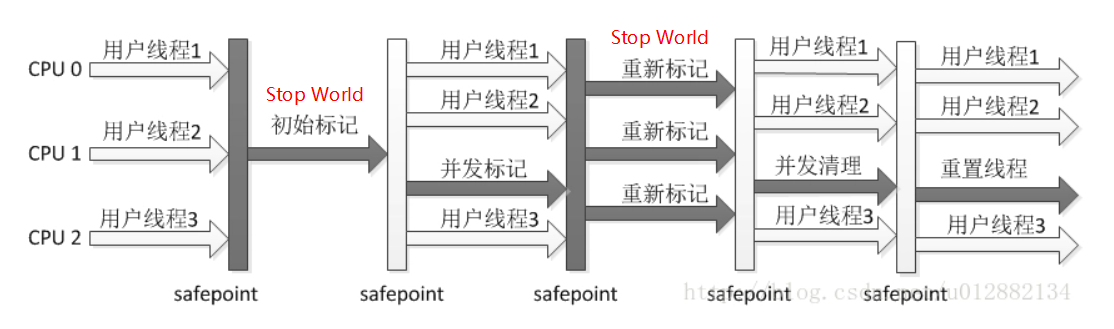 CPU 0
用户线程1
用户线程2
CPU 1
用户线程3
CPU 2
safepoint
Stop World
初始标记
safepoint
用户线程1
用户线程2
并发标记
用户线程3
safepoint
Stop World
重新标记
重新标记
重新标记
safepoint
用户线程1
用户线程2
并发清理
用户线程3
safepoint
用户线程1
用户线程2
重置线程
用户线程3